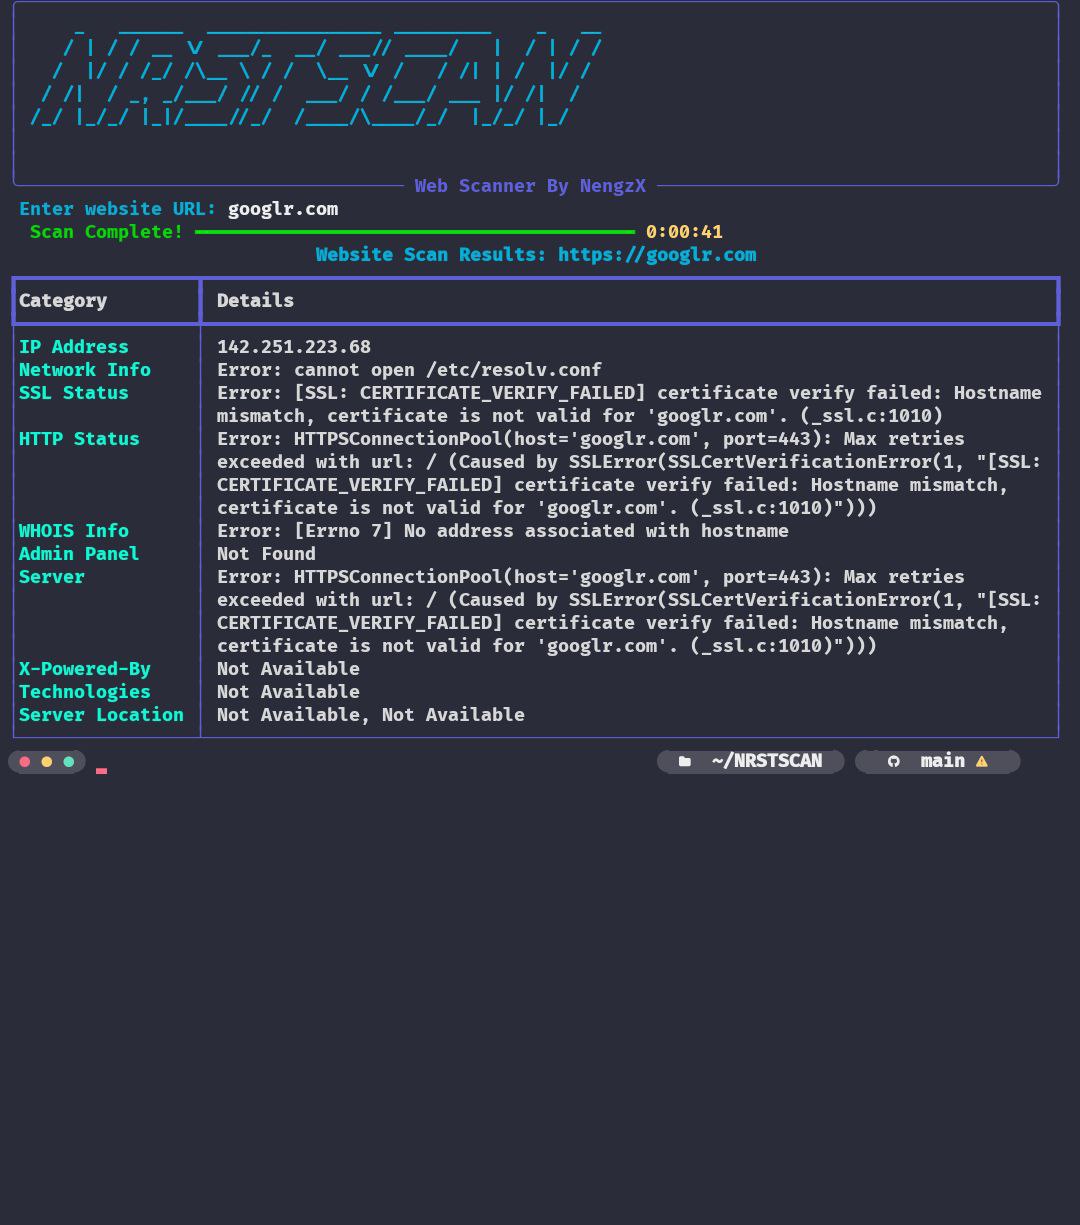 NRSTSCAN
Web Scanner By NengzX
Enter website URL: googlr.com
Scan Complete! 0:00:41
Website Scan Results: https://googlr.com
Category Details
IP Address 142.251.223.68
Network Info Error: cannot open /etc/resolv.conf
SSL Status Error: [SSL: CERTIFICATE_VERIFY_FAILED] certificate verify failed: Hostname
mismatch, certificate is not valid for 'googlr.com'. (_ssl.c:1010)
HTTP Status Error: HTTPSConnectionPool(host='googlr.com', port=443): Max retries
exceeded with url: / (Caused by SSLError(SSLCertVerificationError(1, "[SSL:
CERTIFICATE_VERIFY_FAILED] certificate verify failed: Hostname mismatch,
certificate is not valid for 'googlr.com'. (_ssl.c:1010)")))
WHOIS Info Error: [Errno 7] No address associated with hostname
Admin Panel Not Found
Server Error: HTTPSConnectionPool(host='googlr.com', port=443): Max retries
exceeded with url: / (Caused by SSLError(SSLCertVerificationError(1, "[SSL:
CERTIFICATE_VERIFY_FAILED] certificate verify failed: Hostname mismatch,
certificate is not valid for 'googlr.com'. (_ssl.c:1010)")))
X-Powered-By Not Available
Technologies Not Available
Server Location Not Available, Not Available
~/NRSTSCAN main